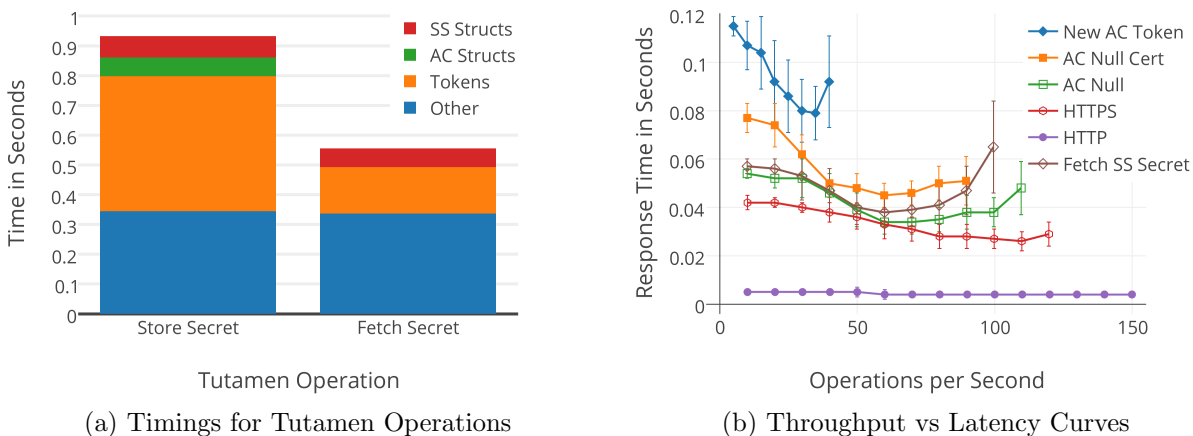 Time in Seconds
1
0.9
0.8
0.7
0.6
0.5
0.4
0.3
0.2
0.1
0
SS Structs
AC Structs
Tokens
Other
Store Secret
Fetch Secret
Tutamen Operation
(a) Timings for Tutamen Operations
Response Time in Seconds
0.12
0.1
0.08
0.06
0.04
0.02
0
New AC Token
AC Null Cert
AC Null
HTTPS
HTTP
Fetch SS Secret
0
50
100
150
Operations per Second
(b) Throughput vs Latency Curves